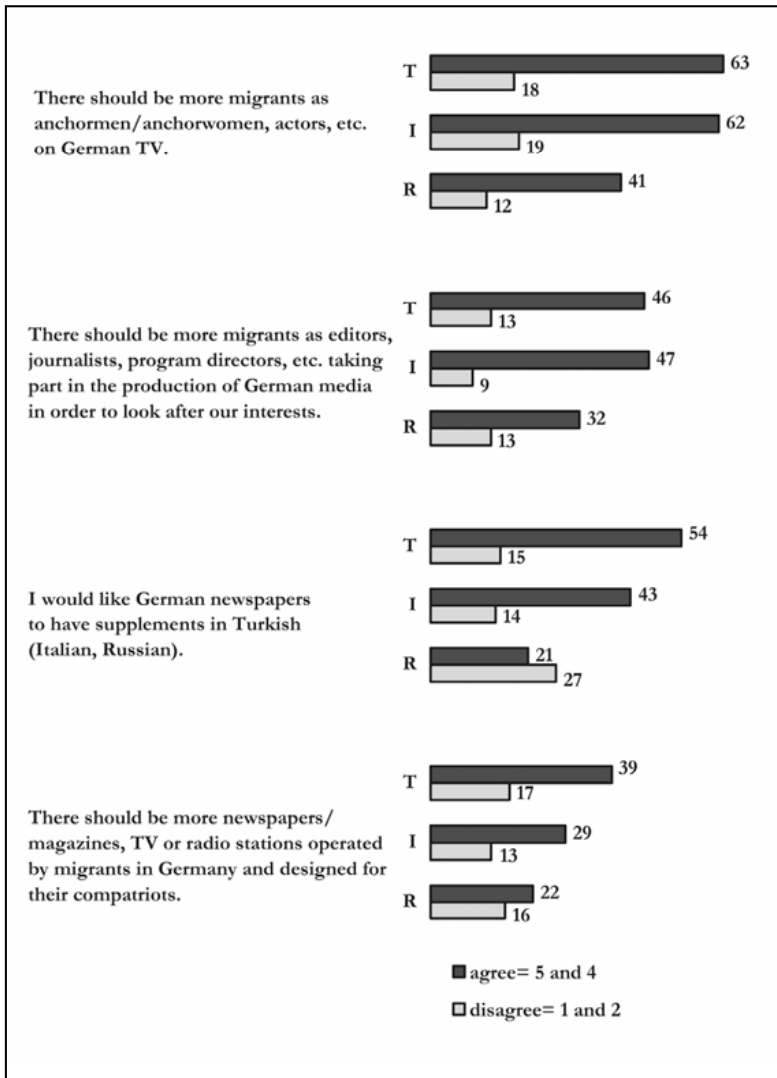 T
63
18
There should be more migrants as
anchormen/anchorwomen, actors, etc.
on German TV.
I
62
19
R
41
12
T
46
13
There should be more migrants as editors,
journalists, program directors, etc. taking
part in the production of German media
in order to look after our interests.
I
47
9
R
32
13
T
54
15
I would like German newspapers
to have supplements in Turkish
(Italian, Russian).
I
43
14
R
21
27
T
39
17
There should be more newspapers/
magazines, TV or radio stations operated
by migrants in Germany and designed for
their compatriots.
I
29
13
R
22
16
agree= 5 and 4
disagree= 1 and 2